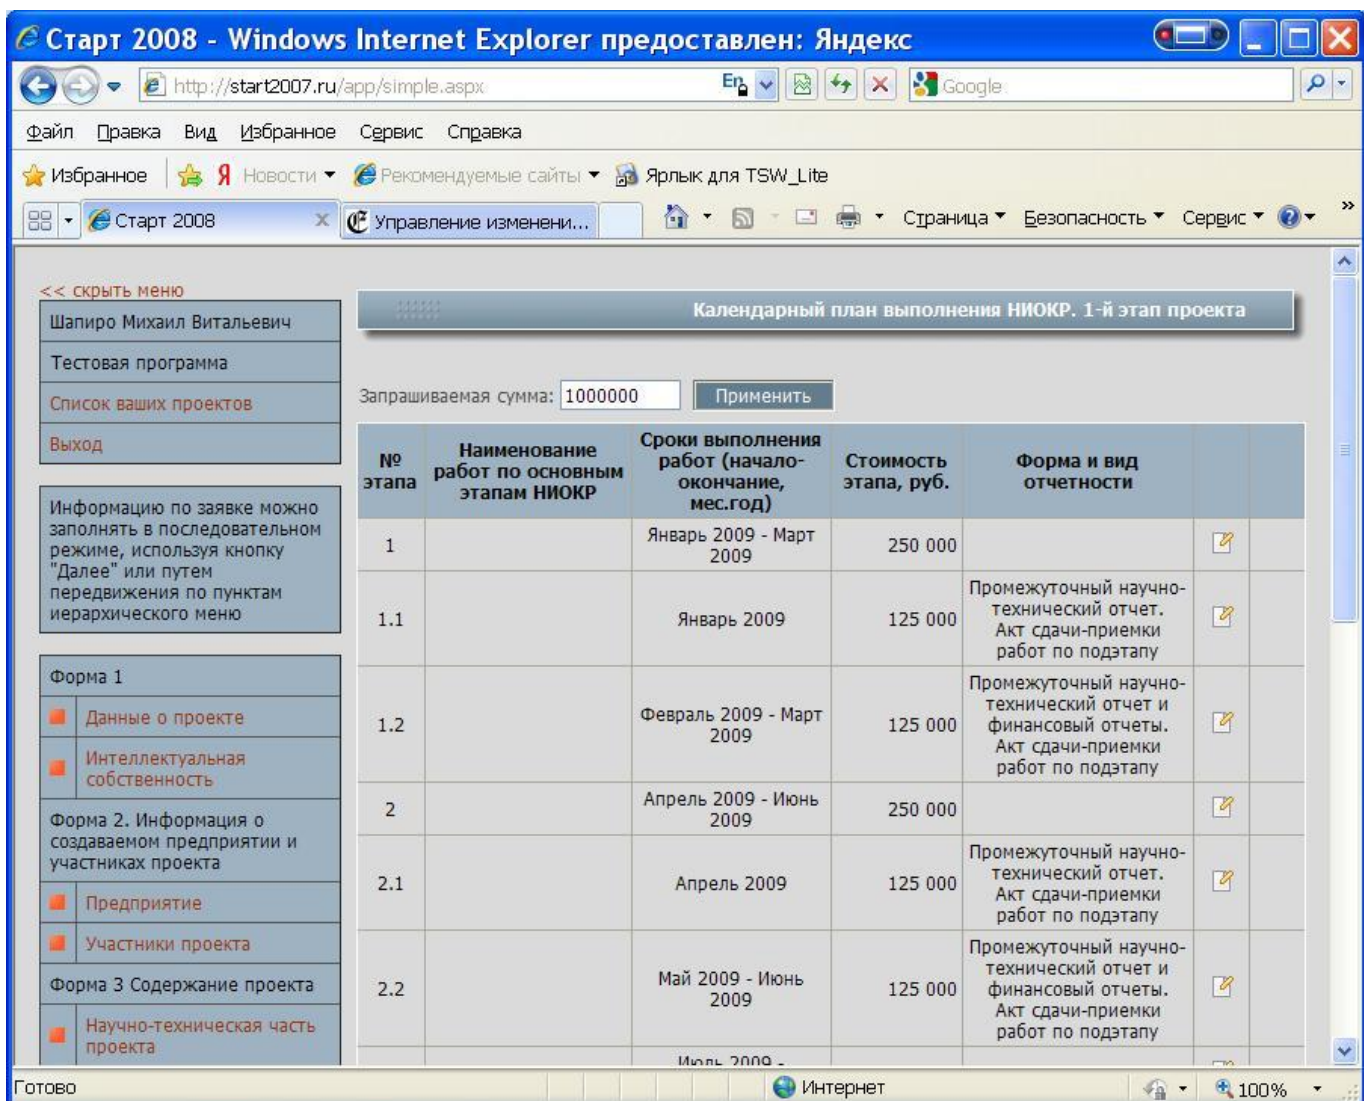 Старт 2008 - Windows Internet Explorer предоставлен: Яндекс
http://start2007.ru/app/simple.aspx
En
Google
Файл Правка Вид Избранное Сервис Справка
Избранное Я Новости Рекомендуемые сайты Ярлык для TSW_Lite
Старт 2008 X Управление изменени... Страница Безопасность Сервис »
<< скрыть меню
Шапиро Михаил Витальевич
Тестовая программа
Список ваших проектов
Выход
Информацию по заявке можно
заполнять в последовательном
режиме, используя кнопку
"Далее" или путем
передвижения по пунктам
иерархического меню
Форма 1
Данные о проекте
Интеллектуальная
собственность
Форма 2. Информация о
создаваемом предприятии и
участниках проекта
Предприятие
Участники проекта
Форма 3 Содержание проекта
Научно-техническая часть
проекта
Календарный план выполнения НИОКР. 1-й этап проекта
Запрашиваемая сумма: 1000000 Применить
№
этапа
Наименование
работ по основным
этапам НИОКР
Сроки выполнения
работ (начало-
окончание,
мес.год)
Стоимость
этапа, руб.
Форма и вид
отчетности
1
Январь 2009 - Март
2009
250 000
1.1
Январь 2009
125 000
Промежуточный научно-
технический отчет.
Акт сдачи-приемки
работ по подэтапу
1.2
Февраль 2009 - Март
2009
125 000
Промежуточный научно-
технический отчет и
финансовый отчеты.
Акт сдачи-приемки
работ по подэтапу
2
Апрель 2009 - Июнь
2009
250 000
2.1
Апрель 2009
125 000
Промежуточный научно-
технический отчет.
Акт сдачи-приемки
работ по подэтапу
2.2
Май 2009 - Июнь
2009
125 000
Промежуточный научно-
технический отчет и
финансовый отчеты.
Акт сдачи-приемки
работ по подэтапу
Июль 2009 -
Готово
Интернет
100%